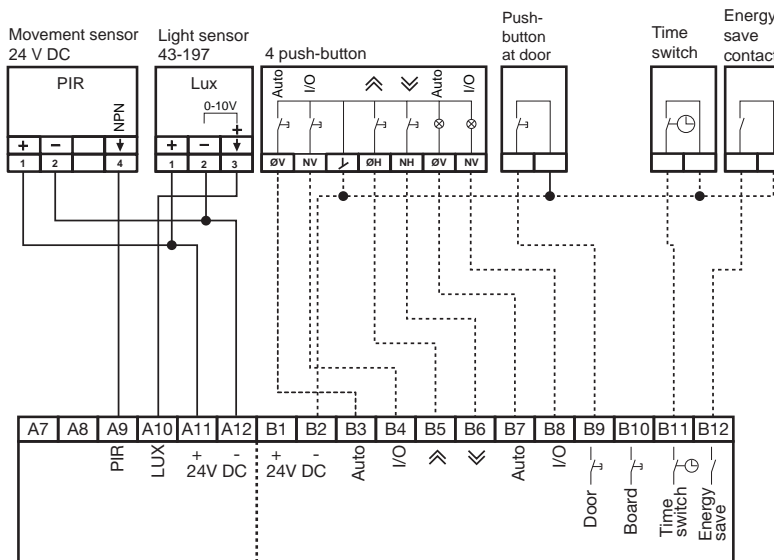 Movement sensor
24 V DC
Light sensor
43-197
4 push-button
Push-
button
at door
Time
switch
Energy
save
contact
PIR
NPN
+ −
1 2 4
Lux
0-10V
+
+ −
1 2 3
Auto I/O Auto I/O
ØV NV ØH NH ØV NV
A7 A8 A9 A10 A11 A12 B1 B2 B3 B4 B5 B6 B7 B8 B9 B10 B11 B12
PIR
LUX
+ -
24V DC
+ -
24V DC
Auto
I/O
Auto
I/O
Door
Board
Time
switch
Energy
save